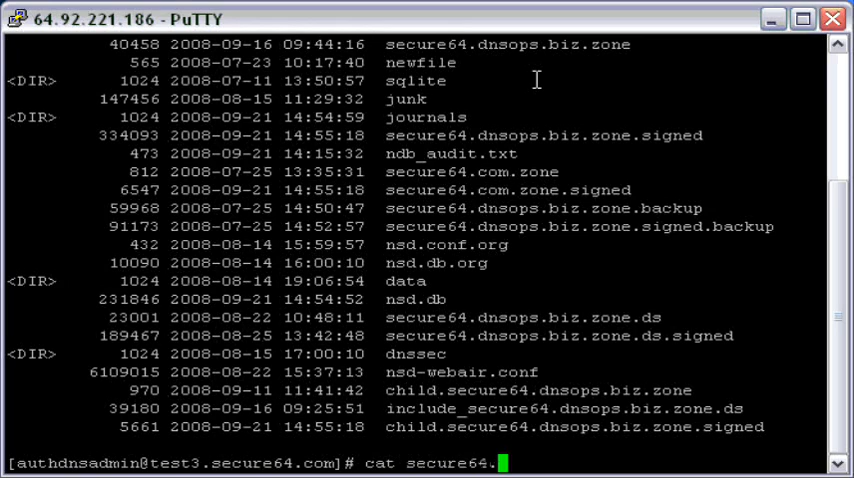 64.92.221.186 - PuTTY
40458 2008-09-16 09:44:16 secure64.dnsops.biz.zone
565 2008-07-23 10:17:40 newfile
<DIR> 1024 2008-07-11 13:50:57 sqlite
147456 2008-08-15 11:29:32 junk
<DIR> 1024 2008-09-21 14:54:59 journals
334093 2008-09-21 14:55:18 secure64.dnsops.biz.zone.signed
473 2008-09-21 14:15:32 ndb_audit.txt
812 2008-07-25 13:35:31 secure64.com.zone
6547 2008-09-21 14:55:18 secure64.com.zone.signed
59968 2008-07-25 14:50:47 secure64.dnsops.biz.zone.backup
91173 2008-07-25 14:52:57 secure64.dnsops.biz.zone.signed.backup
432 2008-08-14 15:59:57 nsd.conf.org
10090 2008-08-14 16:00:10 nsd.db.org
<DIR> 1024 2008-08-14 19:06:54 data
231846 2008-09-21 14:54:52 nsd.db
23001 2008-08-22 10:48:11 secure64.dnsops.biz.zone.ds
189467 2008-08-25 13:42:48 secure64.dnsops.biz.zone.ds.signed
<DIR> 1024 2008-08-15 17:00:10 dnssec
6109015 2008-08-22 15:37:13 nsd-webair.conf
970 2008-09-11 11:41:42 child.secure64.dnsops.biz.zone
39180 2008-09-16 09:25:51 include_secure64.dnsops.biz.zone.ds
5661 2008-09-21 14:55:18 child.secure64.dnsops.biz.zone.signed
[authdnsadmin@test3.secure64.com]# cat secure64.